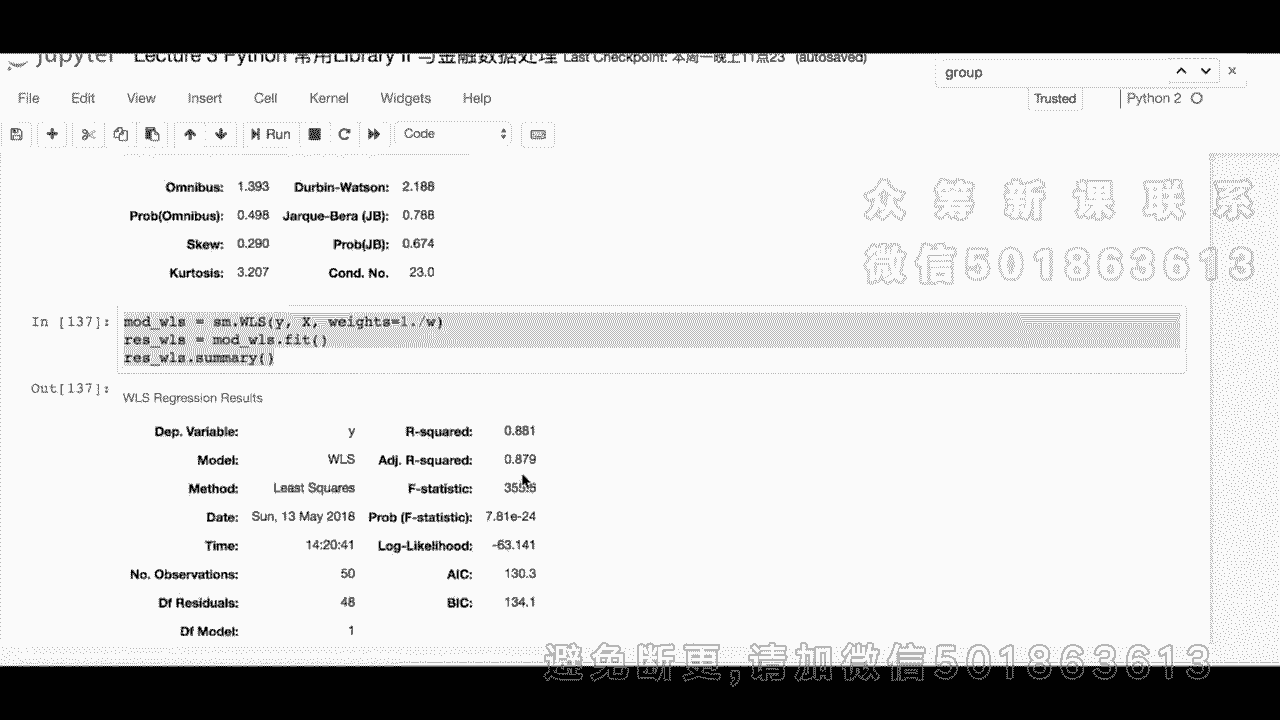 jupyter Lecture 3 Python 常用Library II 与金融数据处理 Last Checkpoint: 本周一晚上11点23 (autosaved)
group
File Edit View Insert Cell Kernel Widgets Help
Trusted Python 2
Run Code
Omnibus: 1.393 Durbin-Watson: 2.188
Prob(Omnibus): 0.498 Jarque-Bera (JB): 0.788
Skew: 0.290 Prob(JB): 0.674
Kurtosis: 3.207 Cond. No. 23.0
众筹新课联系
微信501863613
In [137]: mod_wls = sm.WLS(y, X, weights=1./w)
res_wls = mod_wls.fit()
res_wls.summary()
Out[137]:
WLS Regression Results
Dep. Variable: y R-squared: 0.881
Model: WLS Adj. R-squared: 0.879
Method: Least Squares F-statistic: 355.5
Date: Sun, 13 May 2018 Prob (F-statistic): 7.81e-24
Time: 14:20:41 Log-Likelihood: -63.141
No. Observations: 50 AIC: 130.3
Df Residuals: 48 BIC: 134.1
Df Model: 1
避免断更,请加微信501863613